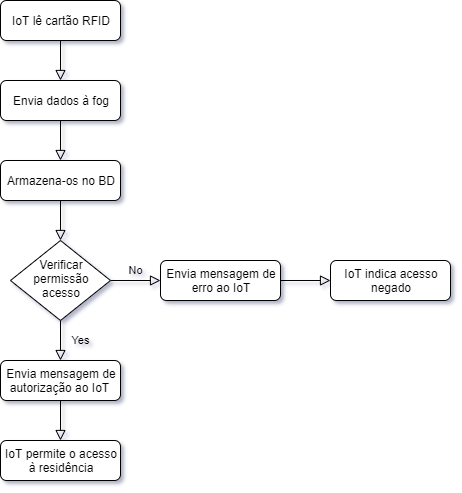 IoT lê cartão RFID
Envia dados à fog
Armazena-os no BD
Verificar
permissão
acesso
No
Envia mensagem de
erro ao IoT
IoT indica acesso
negado
Yes
Envia mensagem de
autorização ao IoT
IoT permite o acesso
à residência